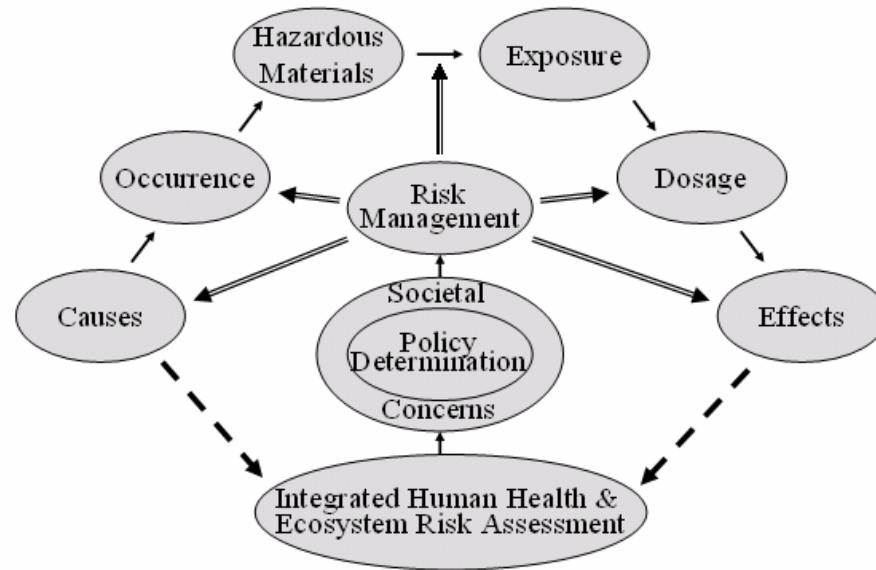 Hazardous
Materials
Exposure
Occurrence
Risk
Management
Dosage
Causes
Societal
Policy
Determination
Concerns
Effects
Integrated Human Health &
Ecosystem Risk Assessment